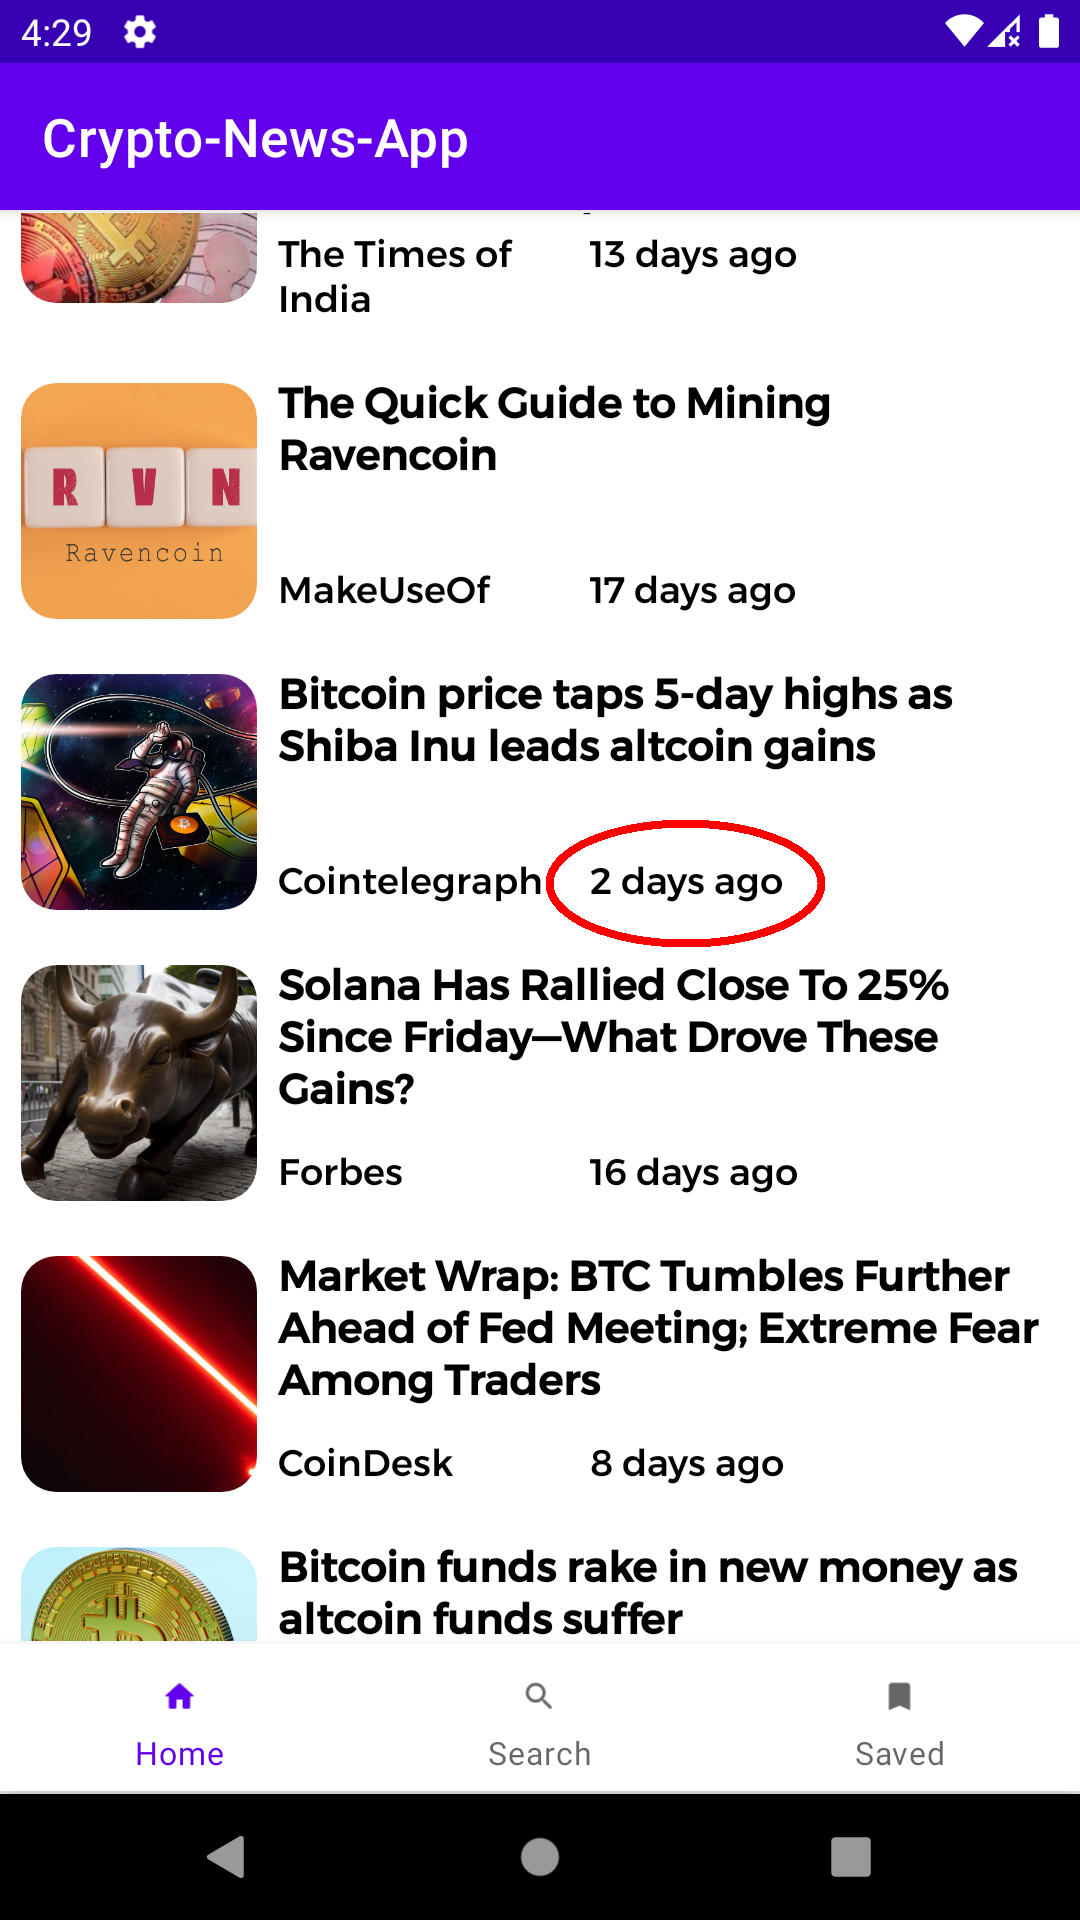 4:29
Crypto-News-App
The Times of
India
13 days ago
The Quick Guide to Mining
Ravencoin
R V N
Ravencoin
MakeUseOf
17 days ago
Bitcoin price taps 5-day highs as
Shiba Inu leads altcoin gains
Cointelegraph
2 days ago
Solana Has Rallied Close To 25%
Since Friday—What Drove These
Gains?
Forbes
16 days ago
Market Wrap: BTC Tumbles Further
Ahead of Fed Meeting; Extreme Fear
Among Traders
CoinDesk
8 days ago
Bitcoin funds rake in new money as
altcoin funds suffer
Home
Search
Saved